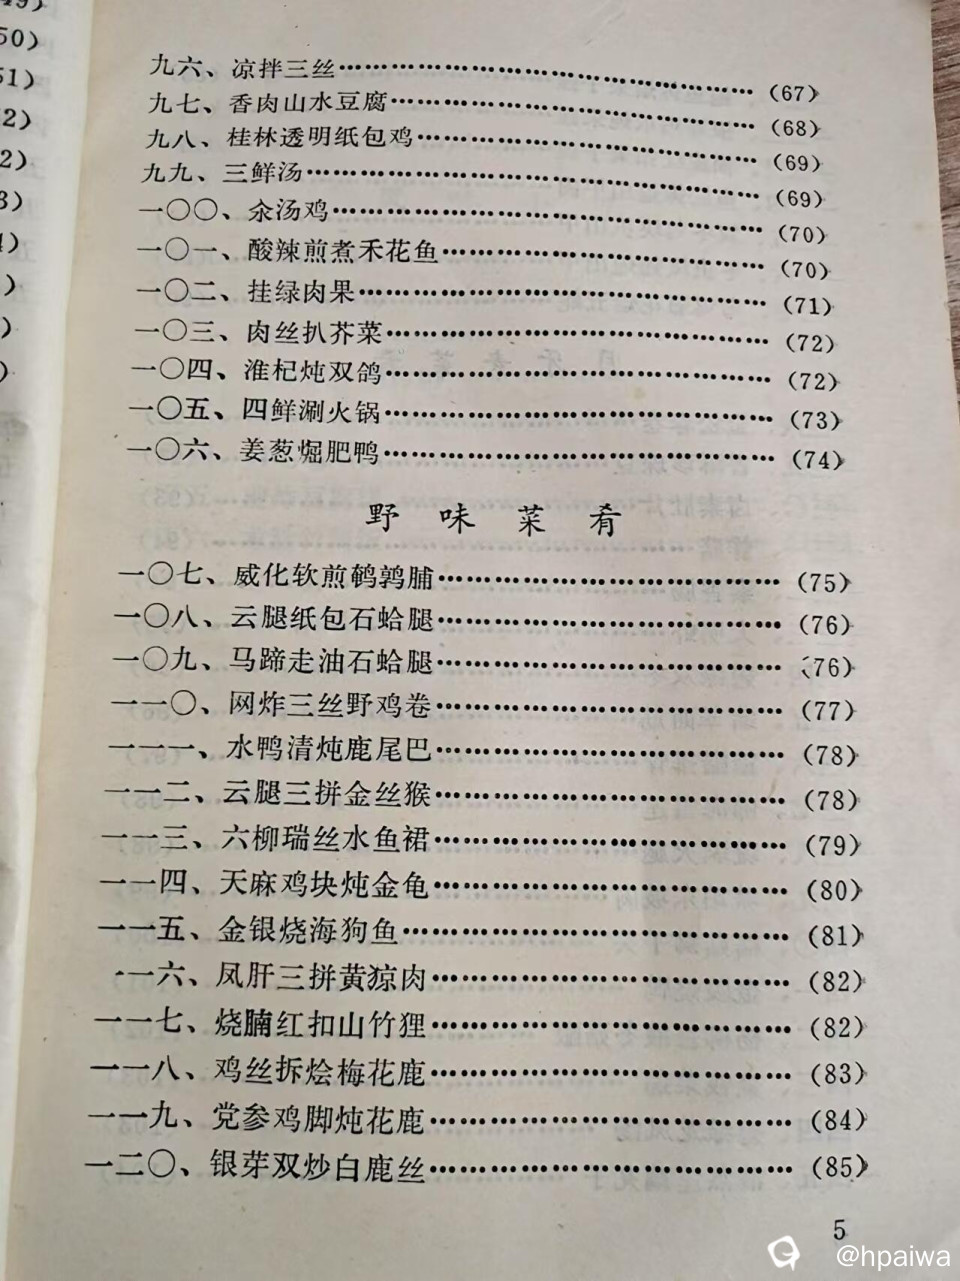 49)
50)
51)
2)
2)
3)
4)
)
)
)
九六、凉拌三丝……………………………………(67)
九七、香肉山水豆腐………………………………(68)
九八、桂林透明纸包鸡……………………………(69)
九九、三鲜汤………………………………………(69)
一〇〇、汆汤鸡……………………………………(70)
一〇一、酸辣煎煮禾花鱼…………………………(70)
一〇二、挂绿肉果…………………………………(71)
一〇三、肉丝扒芥菜………………………………(72)
一〇四、淮杞炖双鸽………………………………(72)
一〇五、四鲜涮火锅………………………………(73)
一〇六、姜葱焗肥鸭………………………………(74)
野味菜肴
一〇七、威化软煎鹌鹑脯…………………………(75)
一〇八、云腿纸包石蛤腿…………………………(76)
一〇九、马蹄走油石蛤腿…………………………(76)
一一〇、网炸三丝野鸡卷…………………………(77)
一一一、水鸭清炖鹿尾巴…………………………(78)
一一二、云腿三拼金丝猴…………………………(78)
一一三、六柳瑞丝水鱼裙…………………………(79)
一一四、天麻鸡块炖金龟…………………………(80)
一一五、金银烧海狗鱼……………………………(81)
一一六、凤肝三拼黄猄肉…………………………(82)
一一七、烧腩红扣山竹狸…………………………(82)
一一八、鸡丝拆烩梅花鹿…………………………(83)
一一九、党参鸡脚炖花鹿…………………………(84)
一二〇、银芽双炒白鹿丝…………………………(85)
5
@hpaiwa